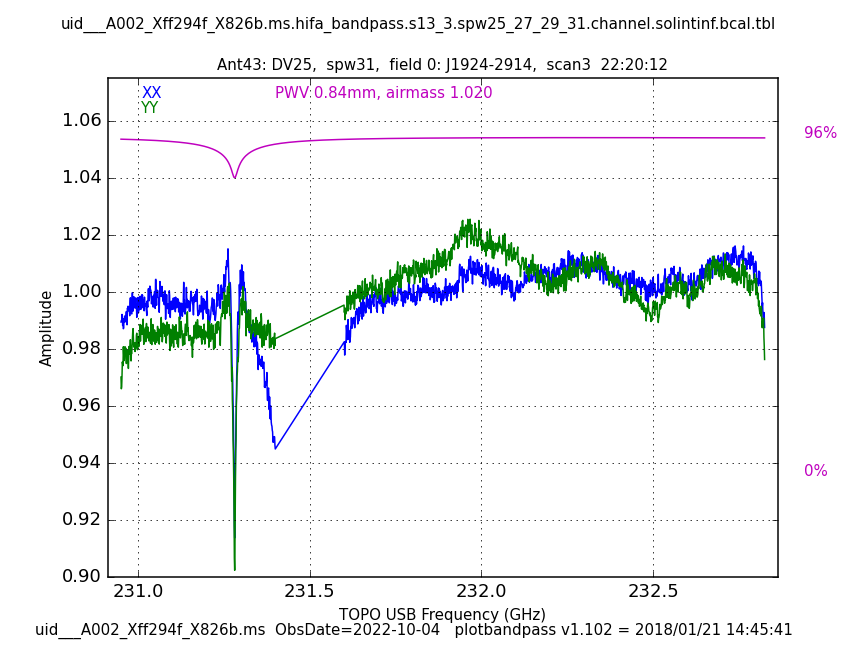 uid___A002_Xff294f_X826b.ms.hifa_bandpass.s13_3.spw25_27_29_31.channel.solintinf.bcal.tbl
Ant43: DV25,  spw31,  field 0: J1924-2914,  scan3  22:20:12
XX
YY
PWV 0.84mm, airmass 1.020
96%
0%
Amplitude
1.06
1.04
1.02
1.00
0.98
0.96
0.94
0.92
0.90
231.0 231.5 232.0 232.5
TOPO USB Frequency (GHz)
uid___A002_Xff294f_X826b.ms  ObsDate=2022-10-04   plotbandpass v1.102 = 2018/01/21 14:45:41